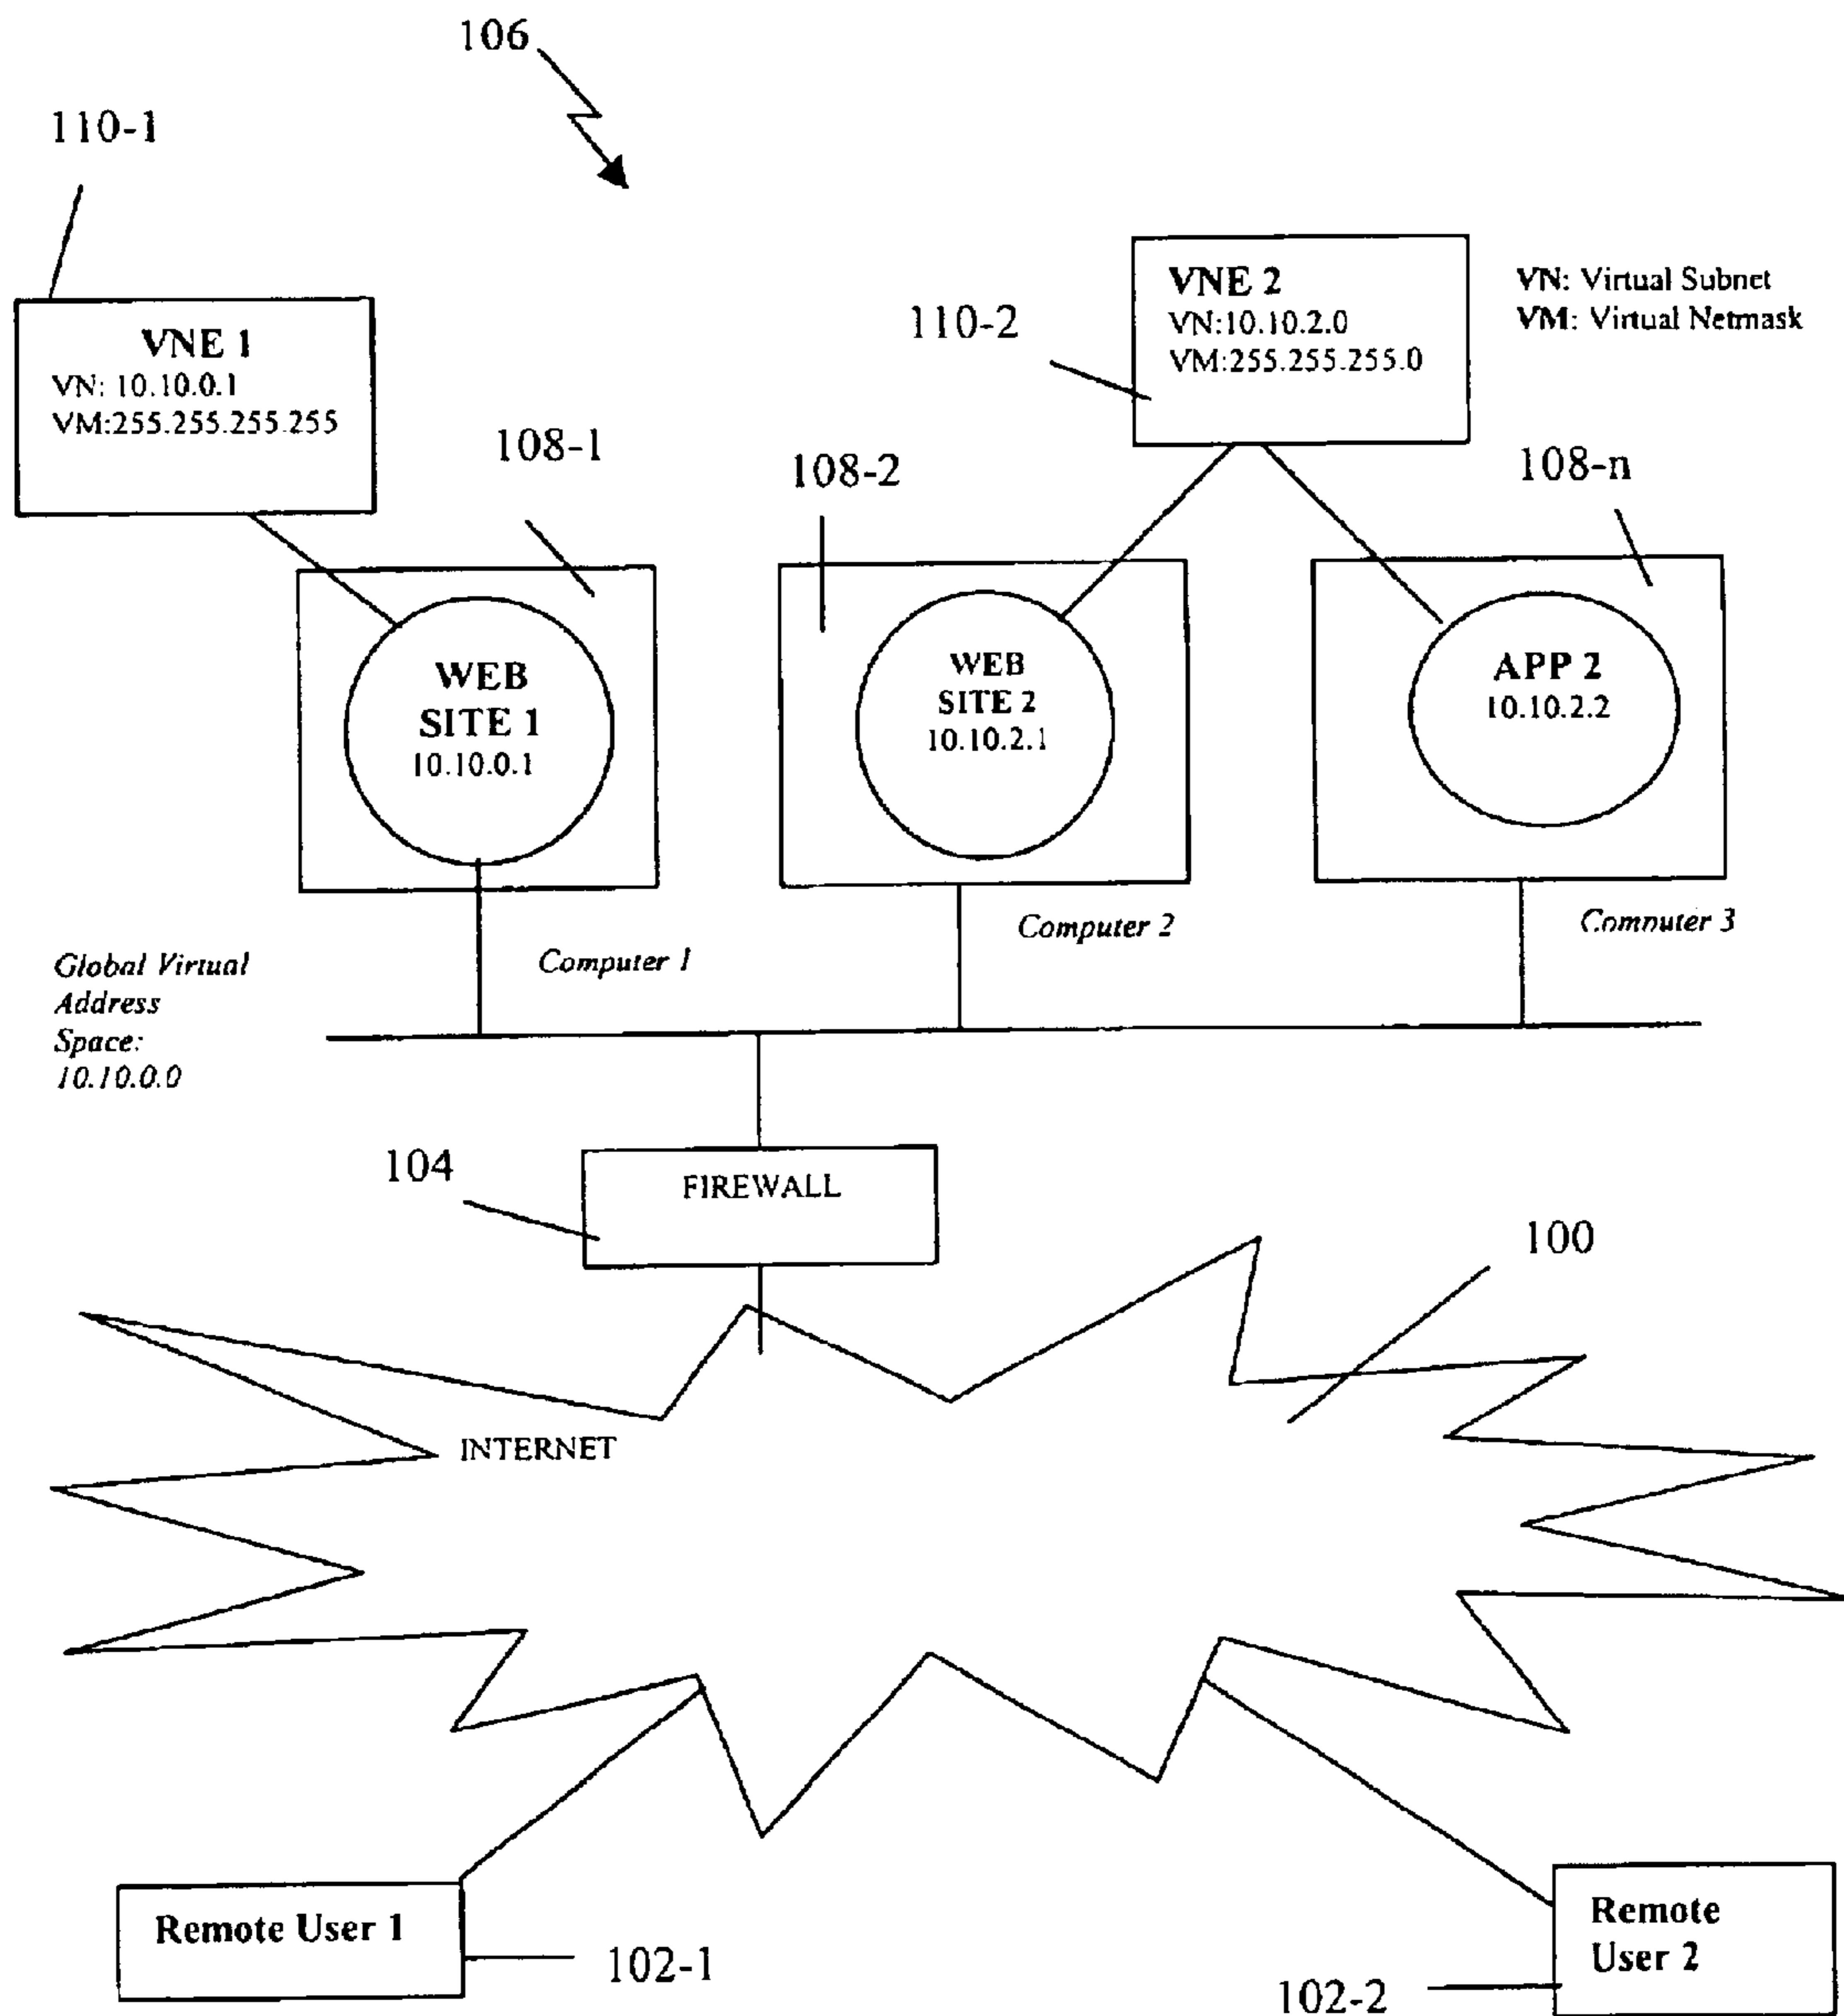 106
110-1
VNE 1
VN: 10.10.0.1
VM:255.255.255.255
110-2
VNE 2
VN:10.10.2.0
VM:255.255.255.0
VN: Virtual Subnet
VM: Virtual Netmask
108-1
108-2
108-n
WEB
SITE 1
10.10.0.1
WEB
SITE 2
10.10.2.1
APP 2
10.10.2.2
Computer 1
Computer 2
Computer 3
Global Virtual
Address
Space:
10.10.0.0
104
FIREWALL
100
INTERNET
Remote User 1
102-1
Remote
User 2
102-2